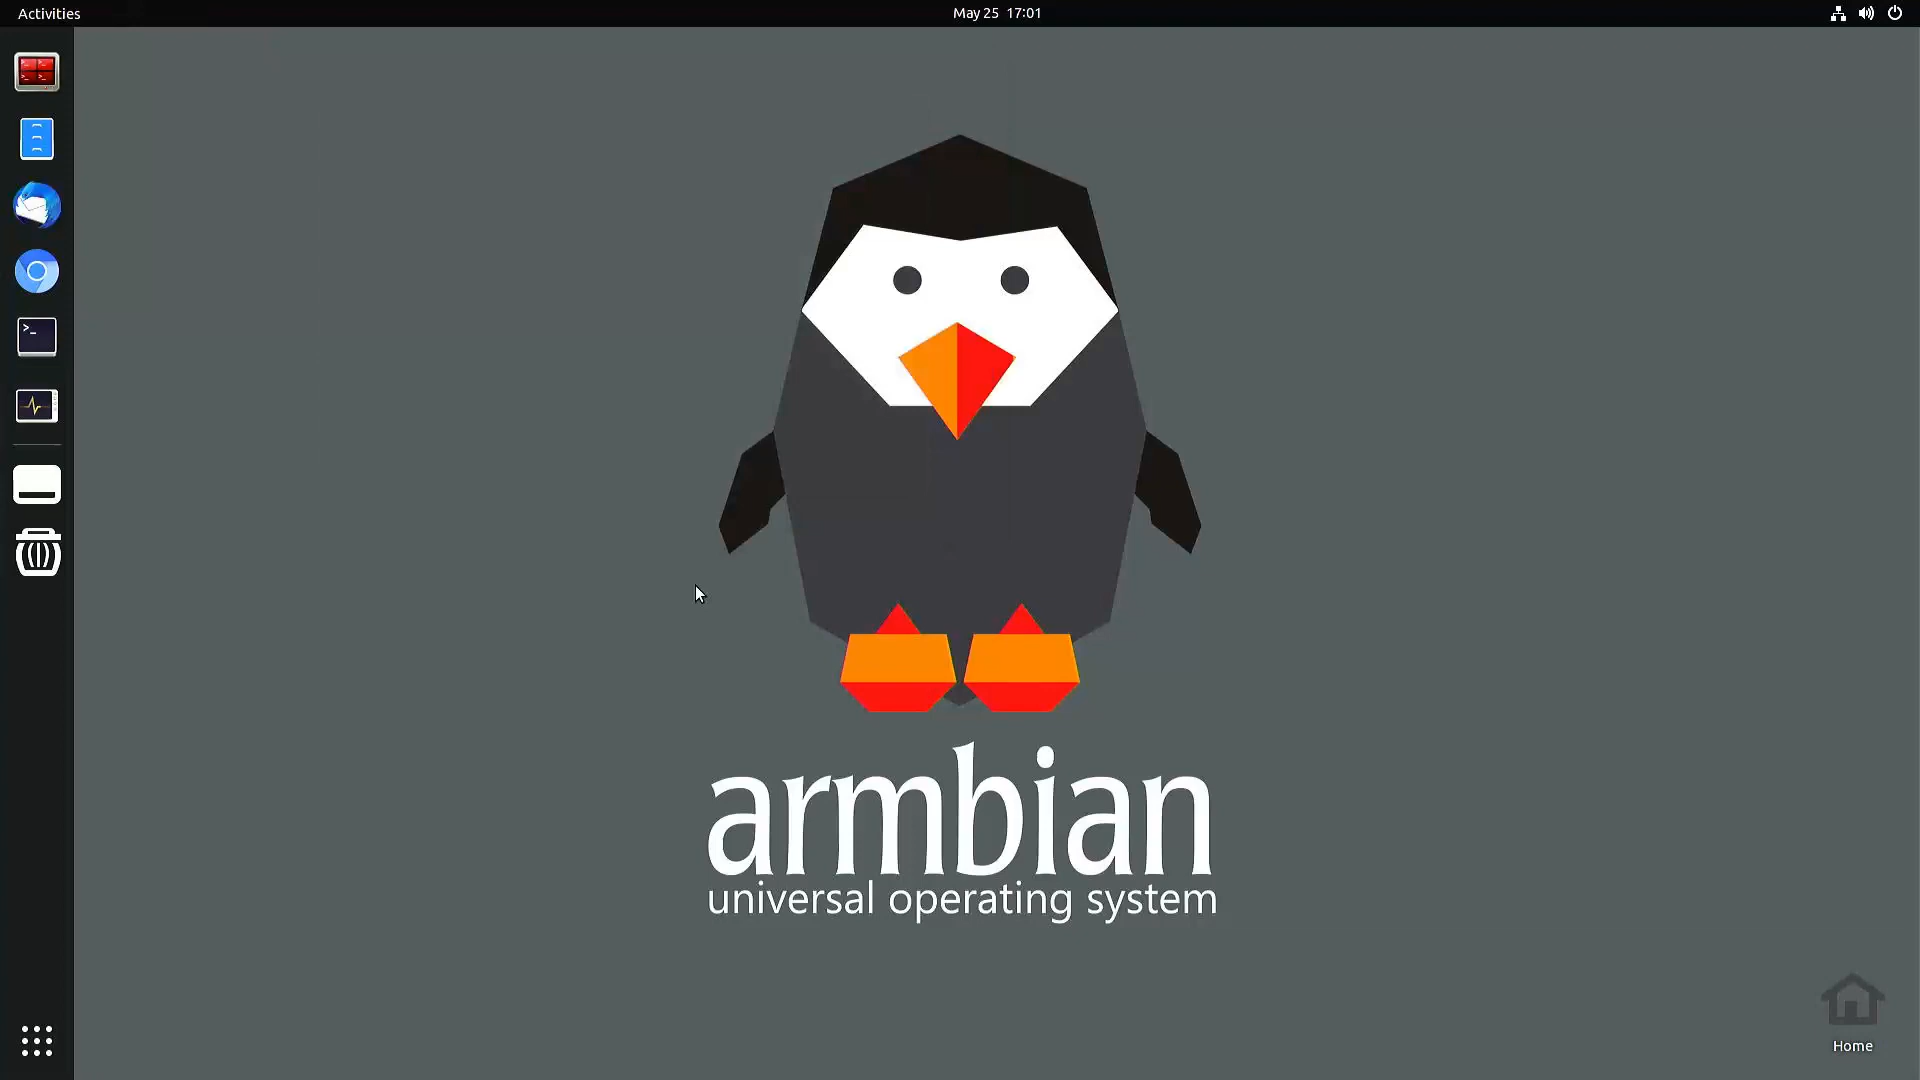 Activities
May 25 17:01
armbian
universal operating system
Home